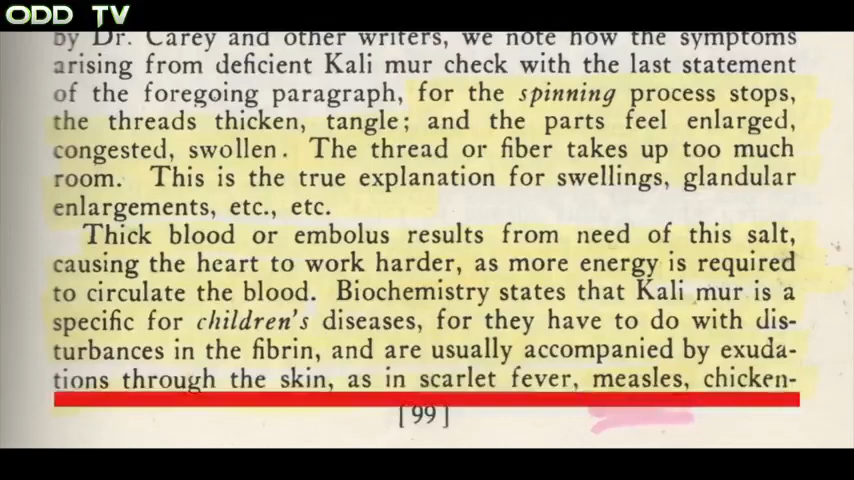 ODD TV
by Dr. Carey and other writers, we note how the symptoms
arising from deficient Kali mur check with the last statement
of the foregoing paragraph, for the spinning process stops,
the threads thicken, tangle; and the parts feel enlarged,
congested, swollen. The thread or fiber takes up too much
room. This is the true explanation for swellings, glandular
enlargements, etc., etc.
Thick blood or embolus results from need of this salt,
causing the heart to work harder, as more energy is required
to circulate the blood. Biochemistry states that Kali mur is a
specific for children's diseases, for they have to do with dis-
turbances in the fibrin, and are usually accompanied by exuda-
tions through the skin, as in scarlet fever, measles, chicken-
[99]